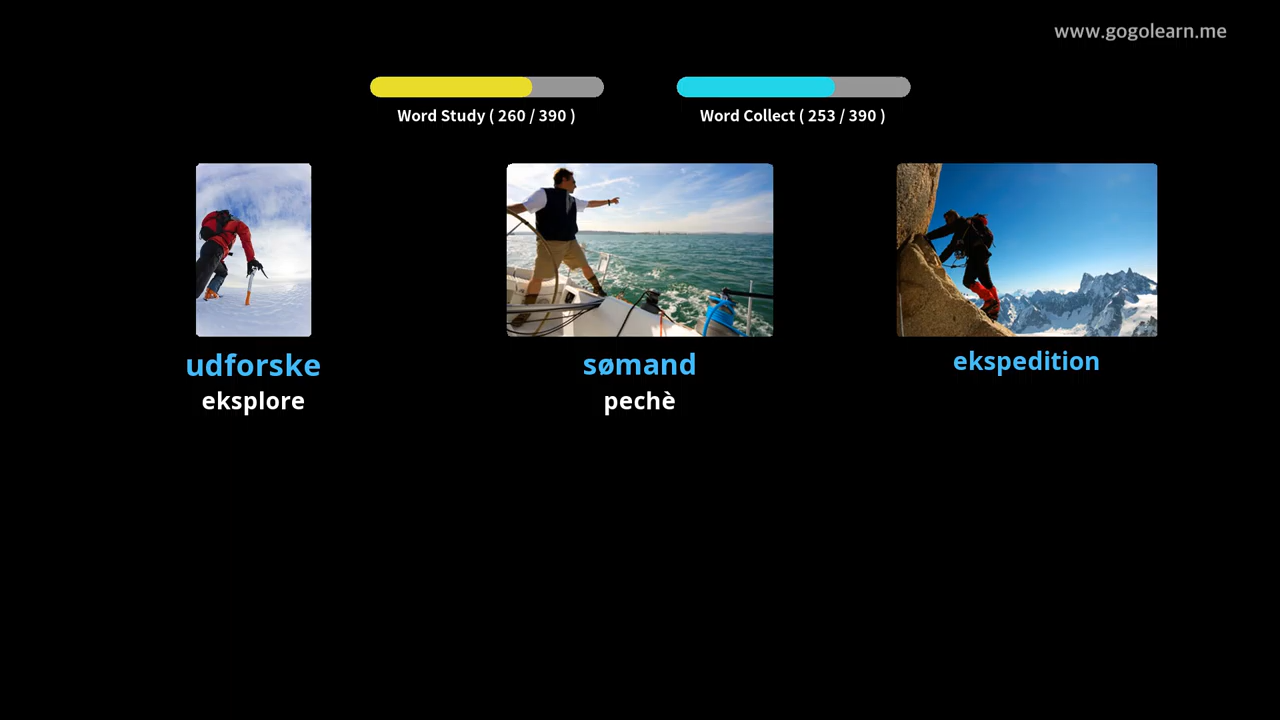 www.gogolearn.me
Word Study ( 260 / 390 )
Word Collect ( 253 / 390 )
udforske
eksplore
sømand
pechè
ekspedition